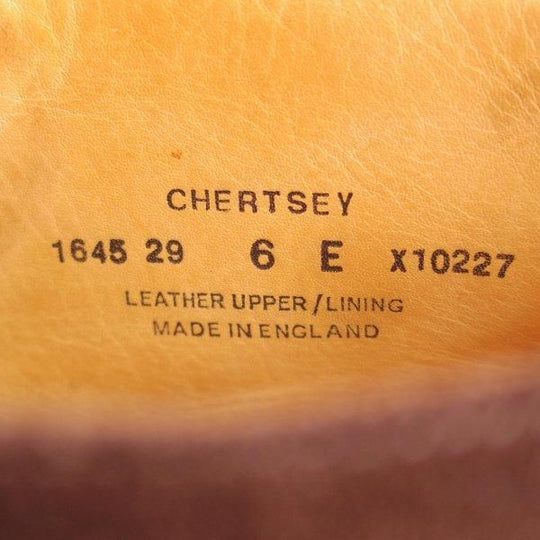 CHERTSEY
1645 29 6 E X10227
LEATHER UPPER/LINING
MADE IN ENGLAND